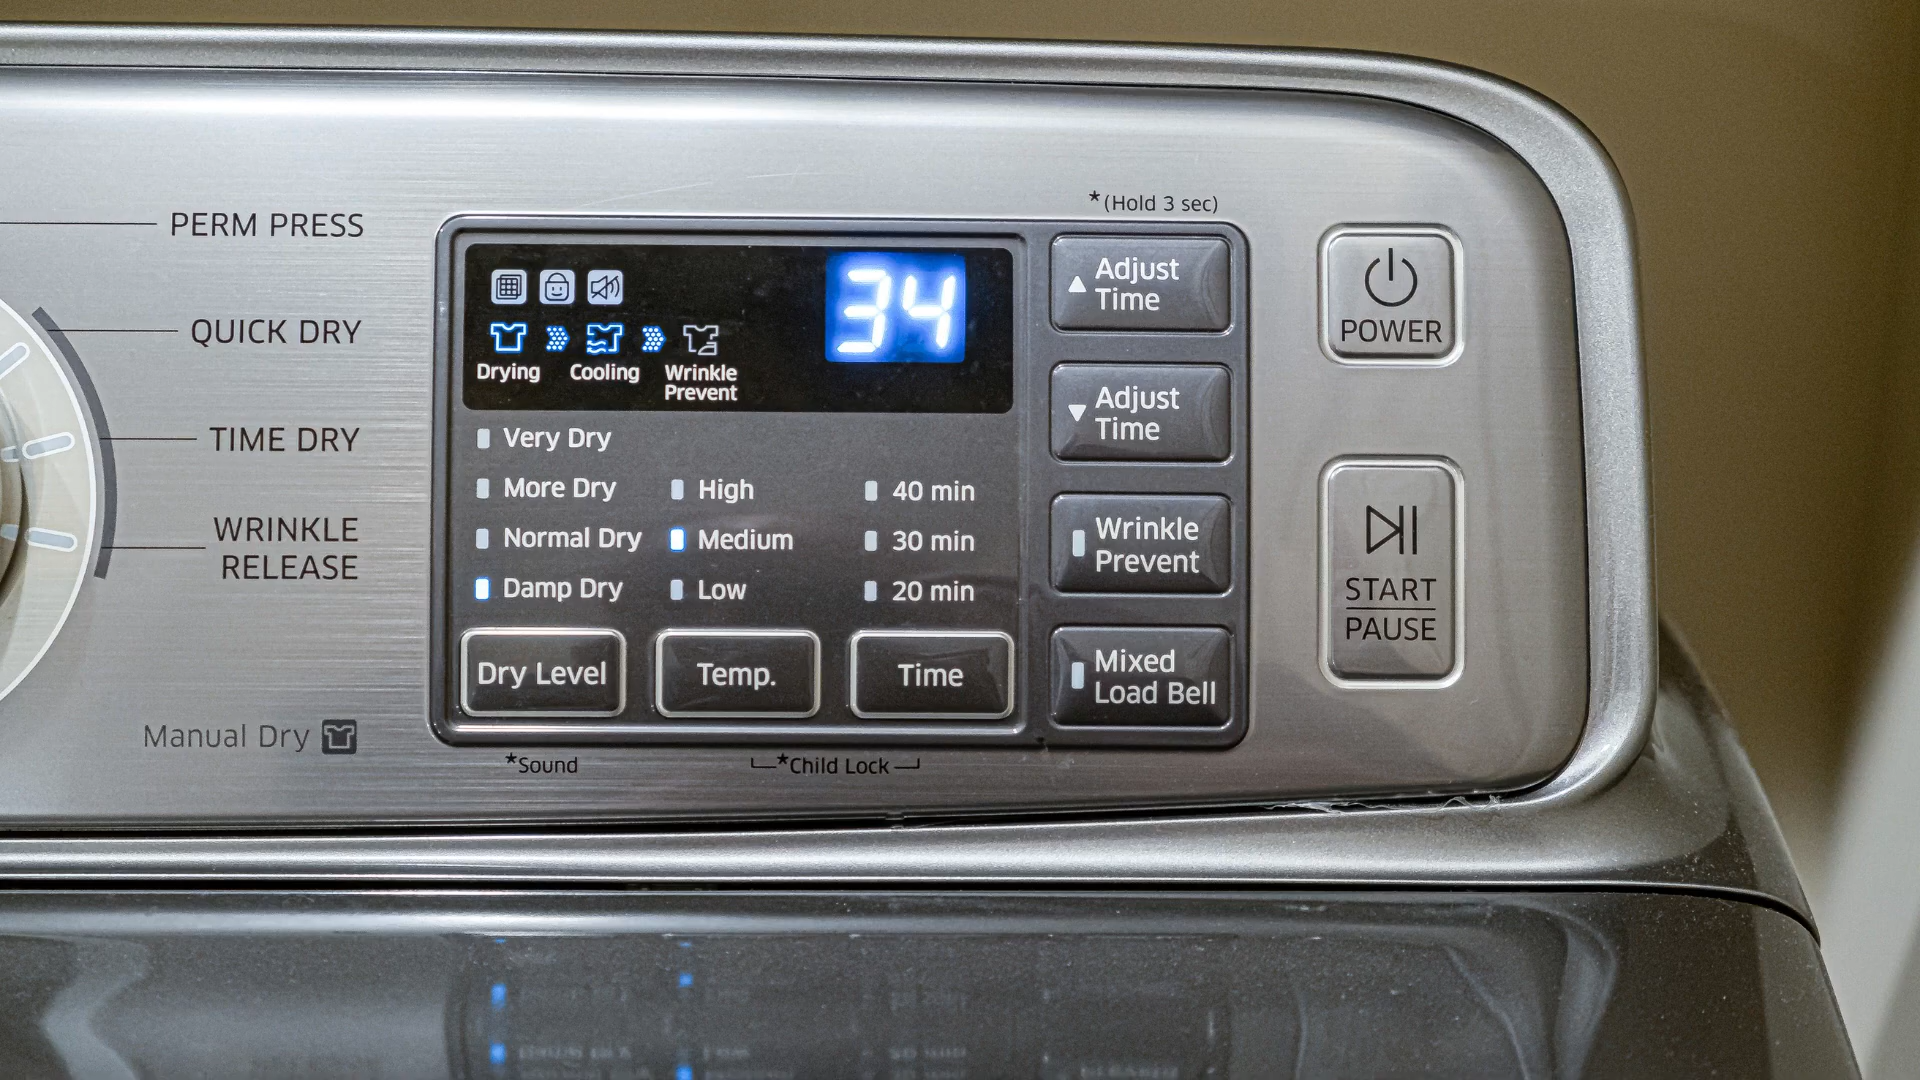 PERM PRESS
QUICK DRY
TIME DRY
WRINKLE
RELEASE
Manual Dry
34
Drying
Cooling
Wrinkle
Prevent
Very Dry
More Dry
Normal Dry
Damp Dry
High
Medium
Low
40 min
30 min
20 min
Dry Level
Temp.
Time
*Sound
*Child Lock
*(Hold 3 sec)
Adjust
Time
Adjust
Time
Wrinkle
Prevent
Mixed
Load Bell
POWER
START
PAUSE